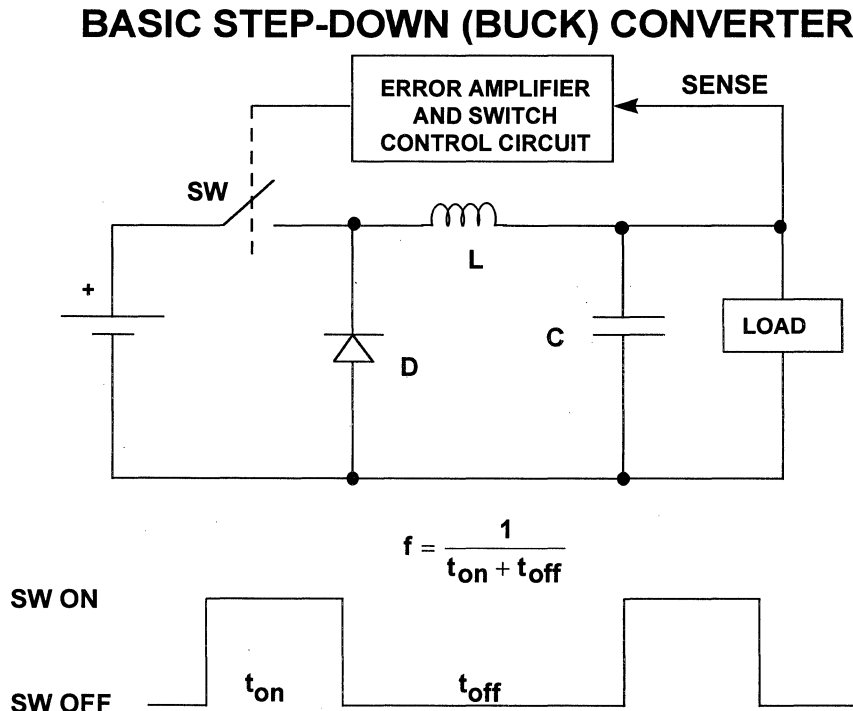 BASIC STEP-DOWN (BUCK) CONVERTER
ERROR AMPLIFIER
AND SWITCH
CONTROL CIRCUIT
SENSE
SW
L
+
C
LOAD
D
f = 1 / (ton + toff)
SW ON
ton
toff
SW OFF